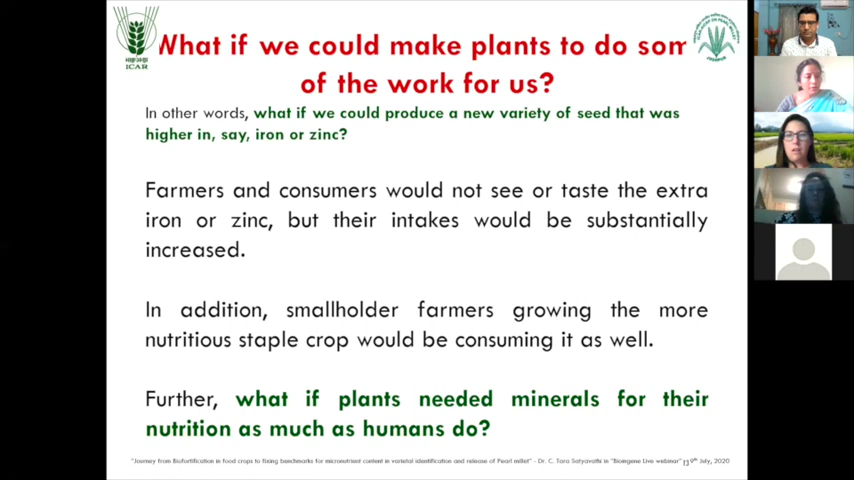 What if we could make plants to do som
of the work for us?
In other words, what if we could produce a new variety of seed that was
higher in, say, iron or zinc?
Farmers and consumers would not see or taste the extra
iron or zinc, but their intakes would be substantially
increased.
In addition, smallholder farmers growing the more
nutritious staple crop would be consuming it as well.
Further, what if plants needed minerals for their
nutrition as much as humans do?
"Journey from Biofortification in food crops to fixing benchmarks for micronutrient content in varietal identification and release of Pearl millet" - Dr. C. Tara Satyavathi in "Bioingene Live webinar" 9th July, 2020
ICAR